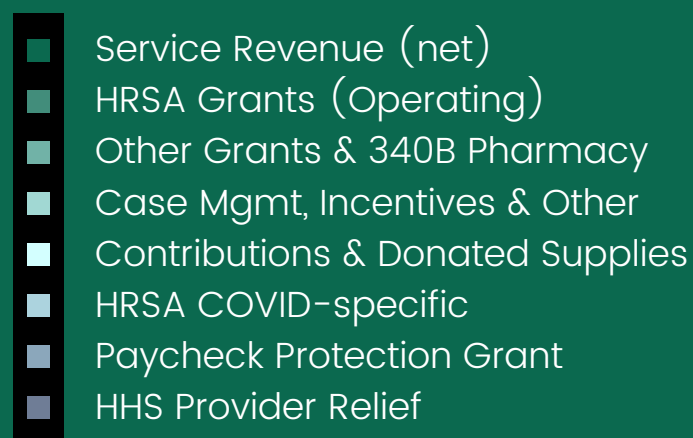 Service Revenue (net)
HRSA Grants (Operating)
Other Grants & 340B Pharmacy
Case Mgmt, Incentives & Other
Contributions & Donated Supplies
HRSA COVID-specific
Paycheck Protection Grant
HHS Provider Relief